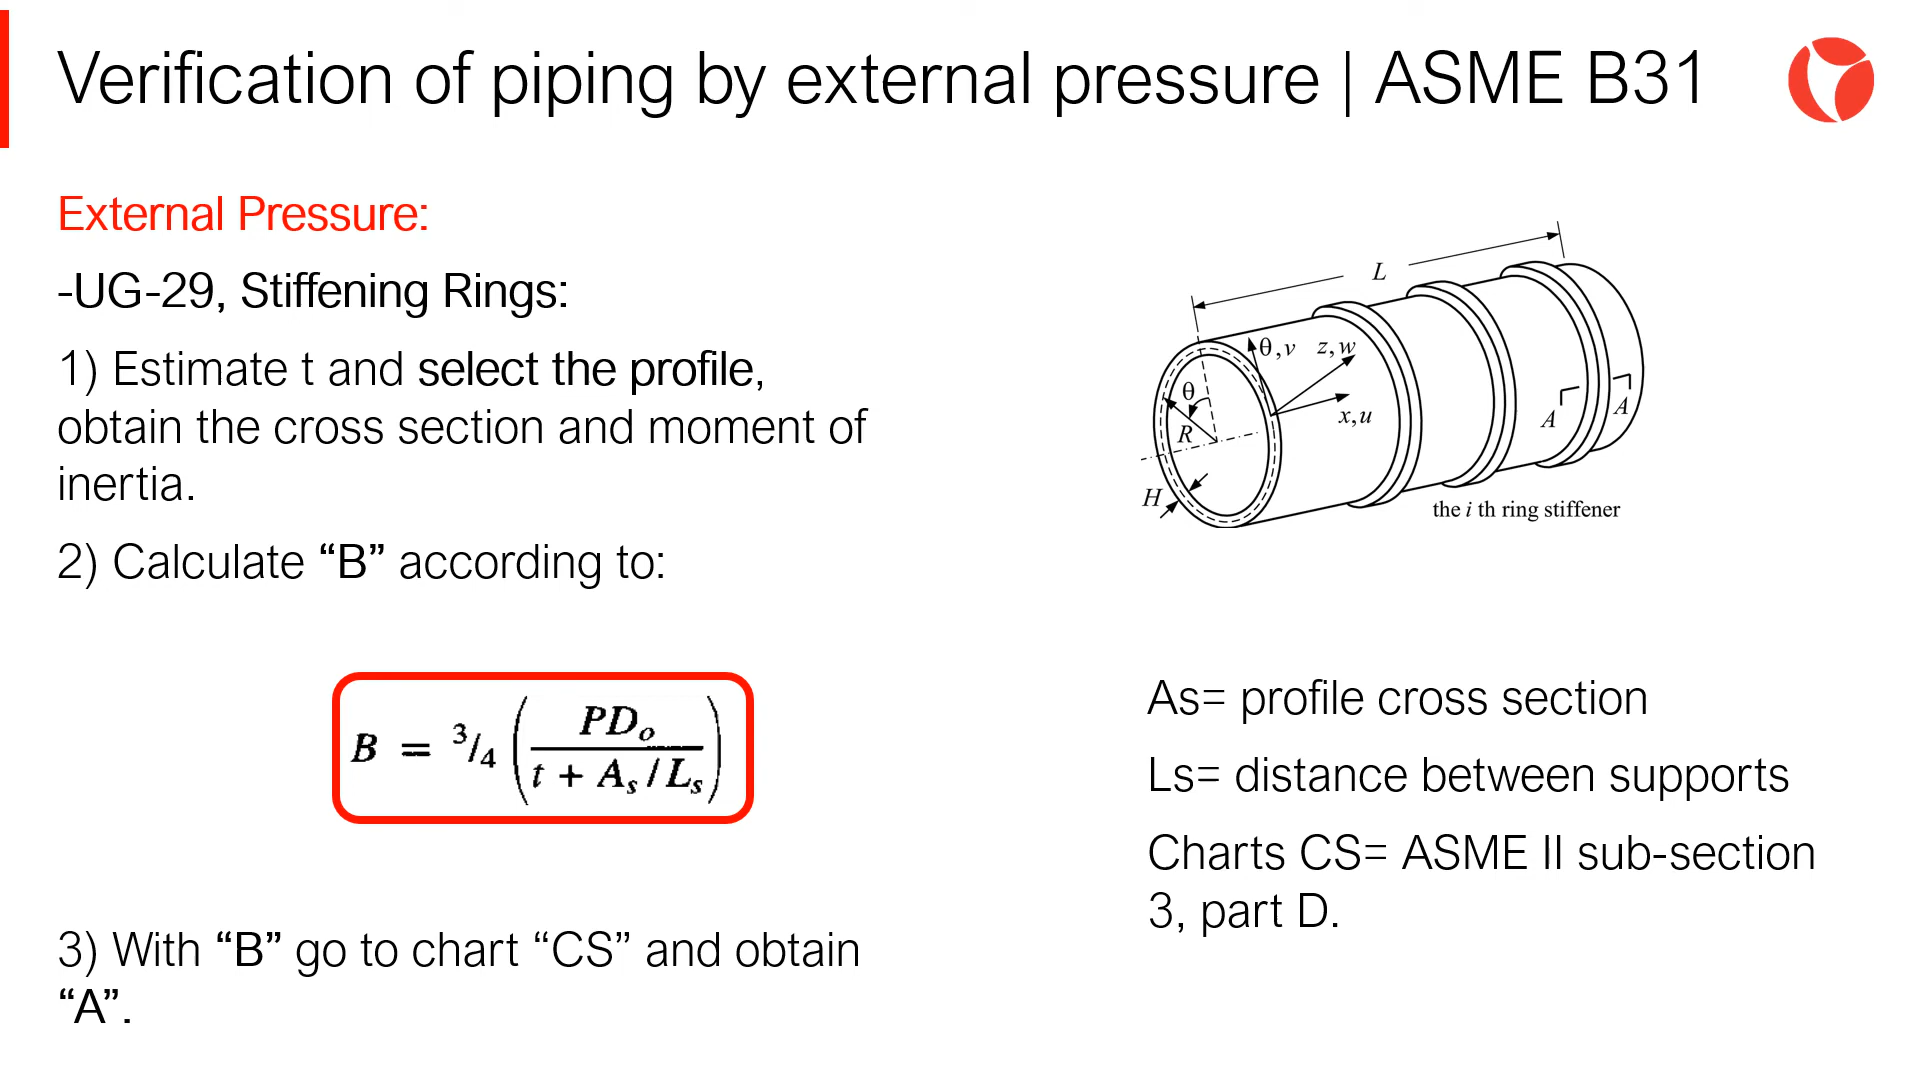 Verification of piping by external pressure | ASME B31
External Pressure:
-UG-29, Stiffening Rings:
1) Estimate t and select the profile,
obtain the cross section and moment of
inertia.
2) Calculate “B” according to:
B = 3/4 ( PDo / t + As / Ls )
3) With “B” go to chart “CS” and obtain
“A”.
L
θ,v z,w
θ
R
x,u
A
A
H
the i th ring stiffener
As= profile cross section
Ls= distance between supports
Charts CS= ASME II sub-section
3, part D.